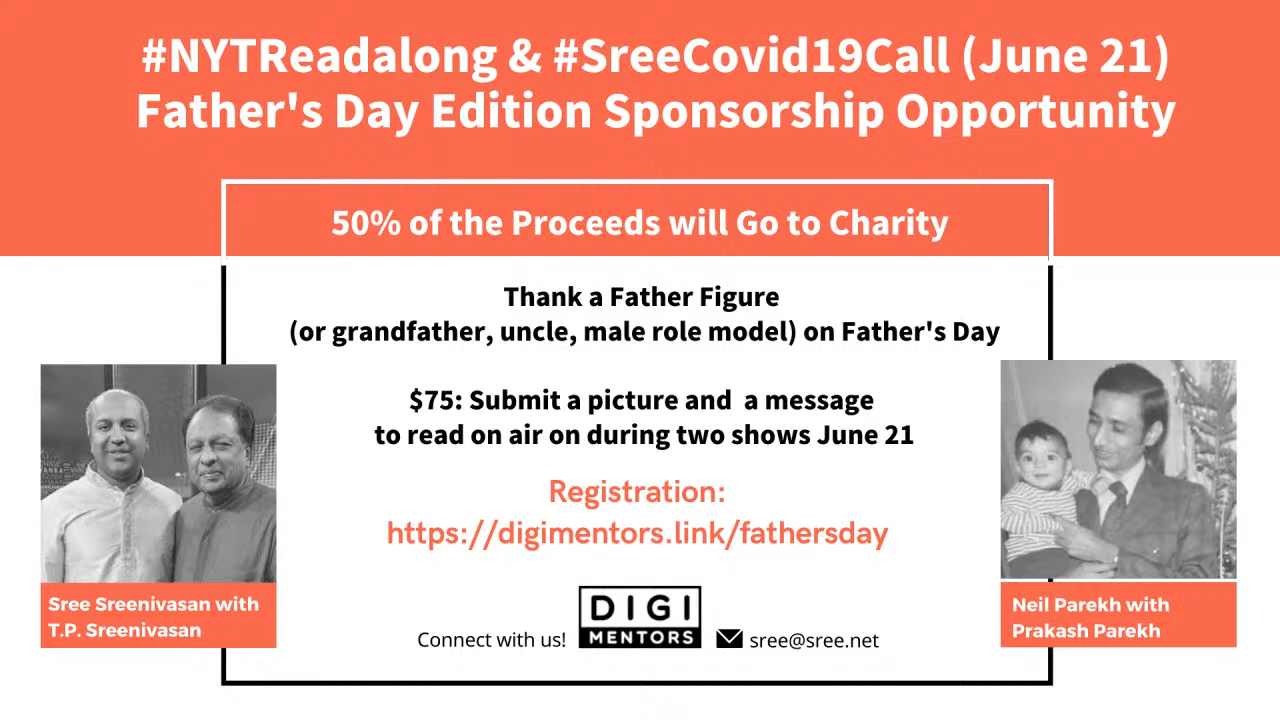 #NYTReadalong & #SreeCovid19Call (June 21)
Father's Day Edition Sponsorship Opportunity
50% of the Proceeds will Go to Charity
Thank a Father Figure
(or grandfather, uncle, male role model) on Father's Day
$75: Submit a picture and a message
to read on air on during two shows June 21
Registration:
https://digimentors.link/fathersday
Sree Sreenivasan with
T.P. Sreenivasan
Neil Parekh with
Prakash Parekh
Connect with us!
DIGI
MENTORS
sree@sree.net